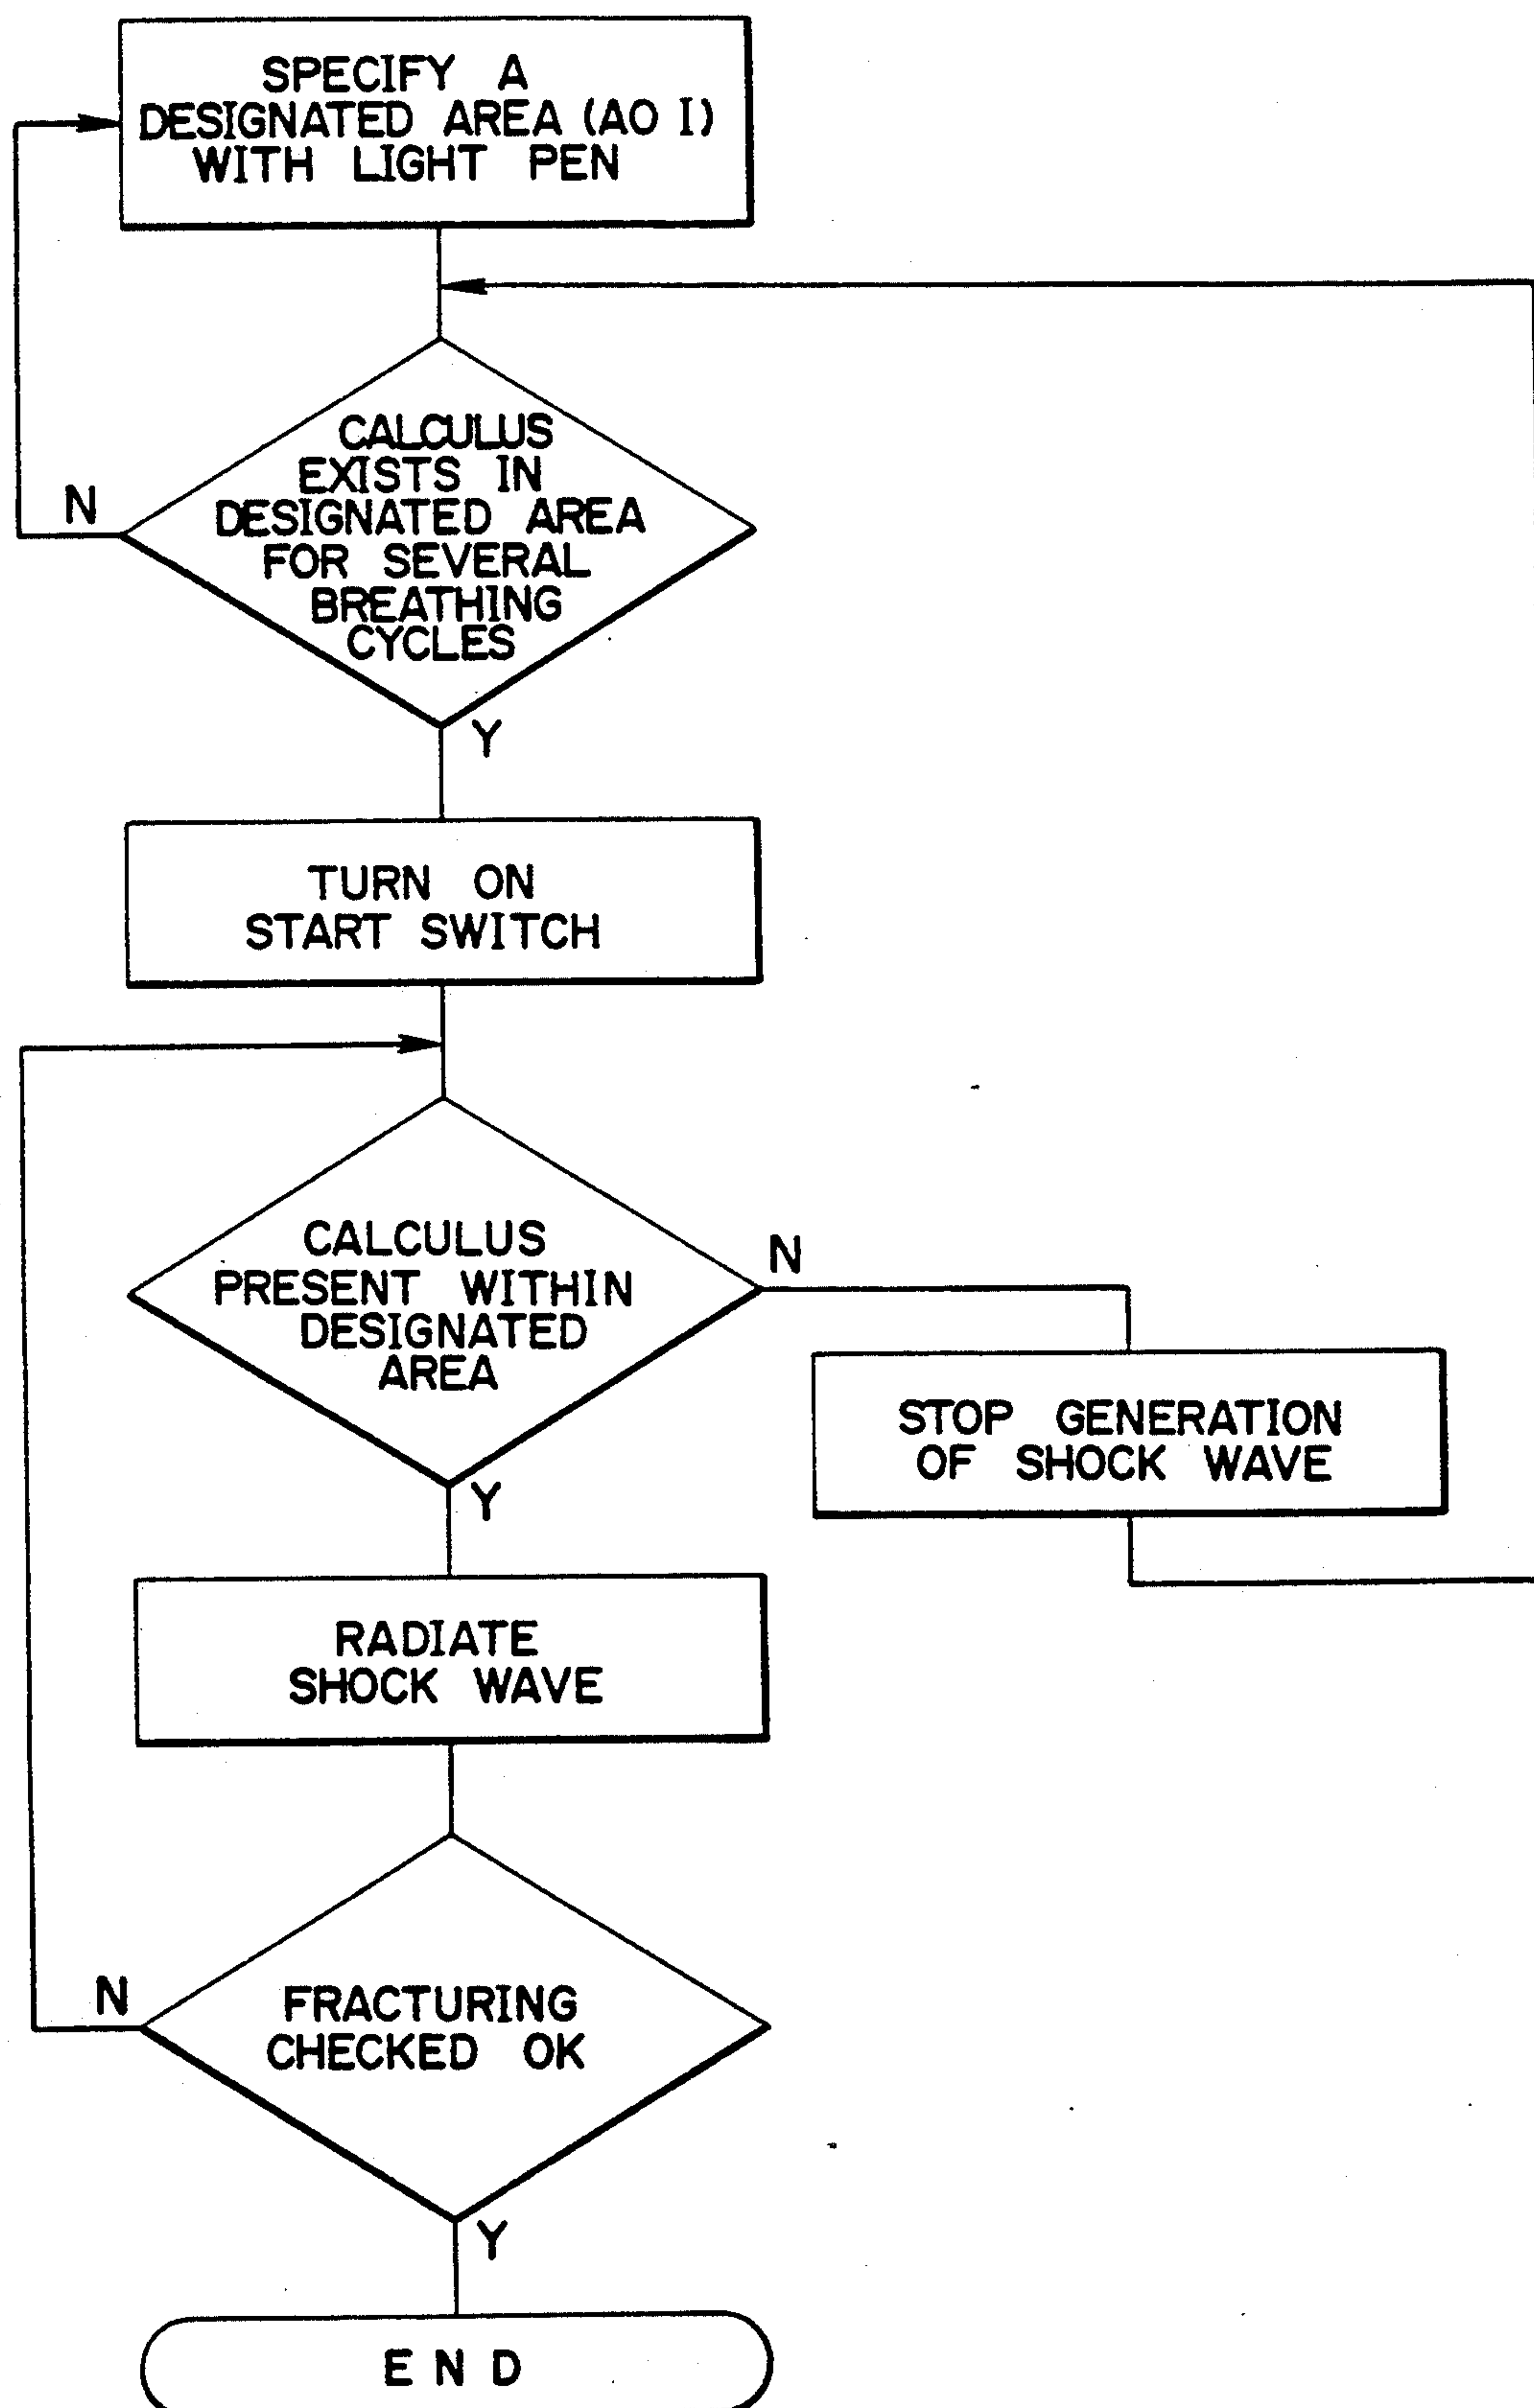 SPECIFY A
DESIGNATED AREA (AO I)
WITH LIGHT PEN
CALCULUS
EXISTS IN
DESIGNATED AREA
FOR SEVERAL
BREATHING
CYCLES
N
Y
TURN ON
START SWITCH
CALCULUS
PRESENT WITHIN
DESIGNATED
AREA
N
Y
STOP GENERATION
OF SHOCK WAVE
RADIATE
SHOCK WAVE
FRACTURING
CHECKED OK
N
Y
END